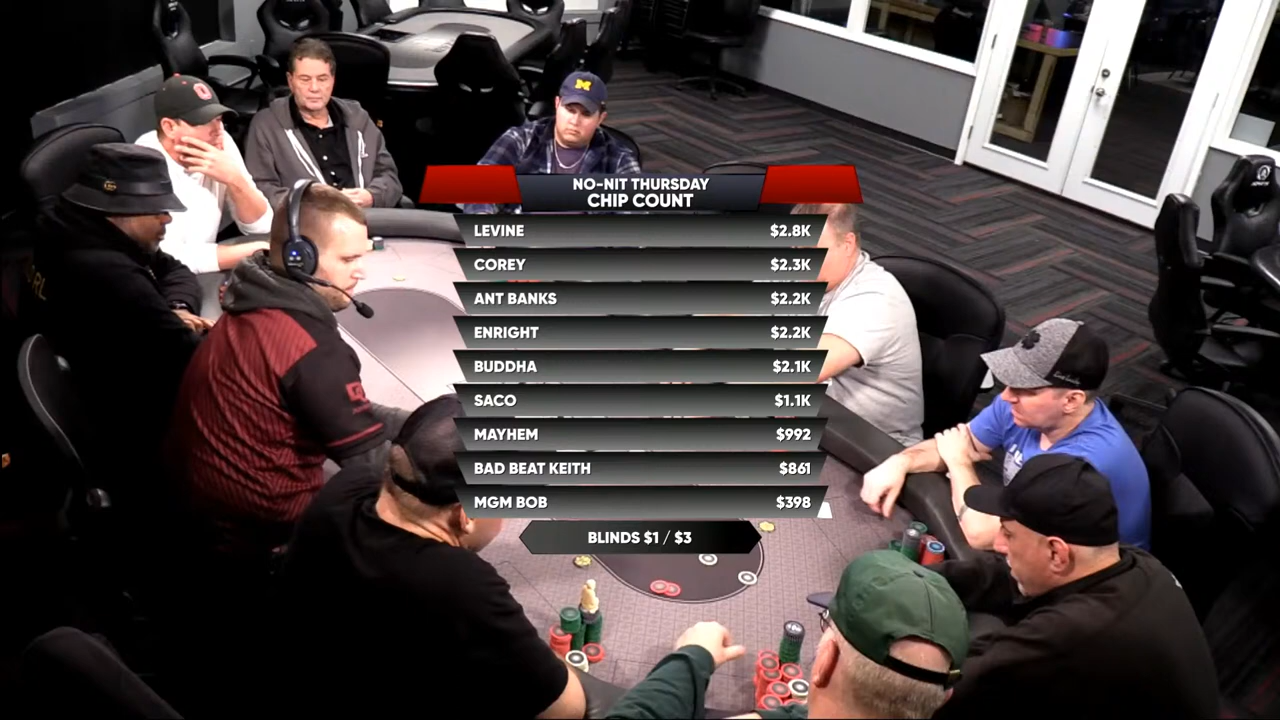 NO-NIT THURSDAY
CHIP COUNT
LEVINE $2.8K
COREY $2.3K
ANT BANKS $2.2K
ENRIGHT $2.2K
BUDDHA $2.1K
SACO $1.1K
MAYHEM $992
BAD BEAT KEITH $861
MGM BOB $398
BLINDS $1 / $3
M
O
RL